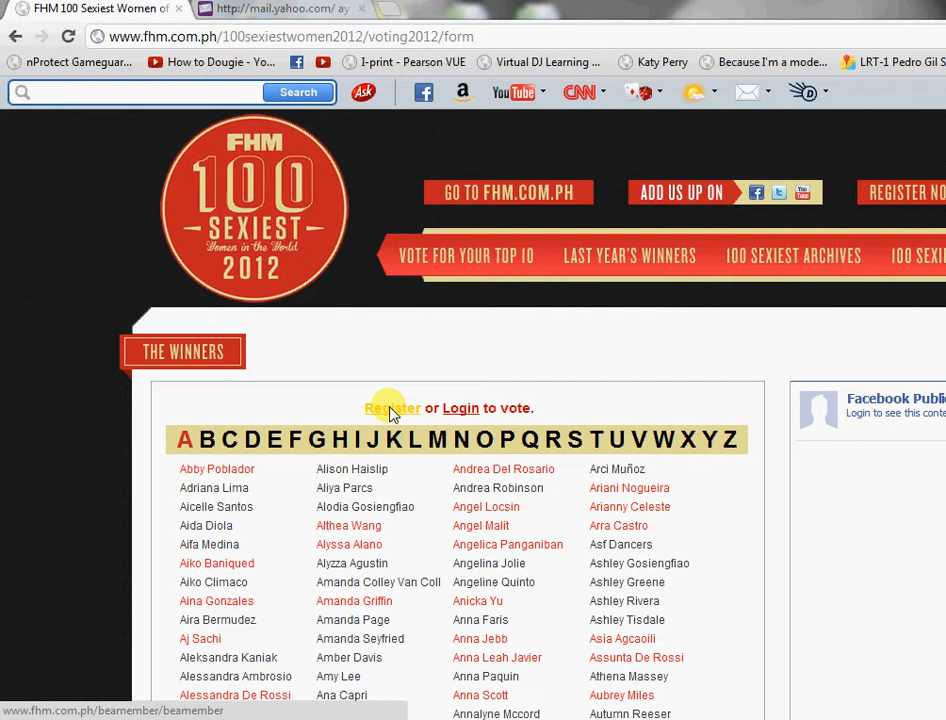 FHM 100 Sexiest Women of
http://mail.yahoo.com/ ay
www.fhm.com.ph/100sexiestwomen2012/voting2012/form
nProtect Gameguar...
How to Dougie - Yo...
I-print - Pearson VUE
Virtual DJ Learning ...
Katy Perry
Because I'm a mode...
LRT-1 Pedro Gil S
Search
Ask
YouTube
CNN
FHM
100
SEXIEST
Women in the World
2012
GO TO FHM.COM.PH
ADD US UP ON
REGISTER NO
VOTE FOR YOUR TOP 10
LAST YEAR'S WINNERS
100 SEXIEST ARCHIVES
100 SEXI
THE WINNERS
Register or Login to vote.
A B C D E F G H I J K L M N O P Q R S T U V W X Y Z
Facebook Public
Login to see this conte
Abby Poblador Alison Haislip Andrea Del Rosario Arci Muñoz
Adriana Lima Aliya Parcs Andrea Robinson Ariani Nogueira
Aicelle Santos Alodia Gosiengfiao Angel Locsin Arianny Celeste
Aida Diola Althea Wang Angel Malit Arra Castro
Aifa Medina Alyssa Alano Angelica Panganiban Asf Dancers
Aiko Baniqued Alyzza Agustin Angelina Jolie Ashley Gosiengfiao
Aiko Climaco Amanda Colley Van Coll Angeline Quinto Ashley Greene
Aina Gonzales Amanda Griffin Anicka Yu Ashley Rivera
Aira Bermudez Amanda Page Anna Faris Ashley Tisdale
Aj Sachi Amanda Seyfried Anna Jebb Asia Agcaoili
Aleksandra Kaniak Amber Davis Anna Leah Javier Assunta De Rossi
Alessandra Ambrosio Amy Lee Anna Paquin Athena Massey
Alessandra De Rossi Ana Capri Anna Scott Aubrey Miles
Annalyne Mccord Autumn Reeser
www.fhm.com.ph/beamember/beamember